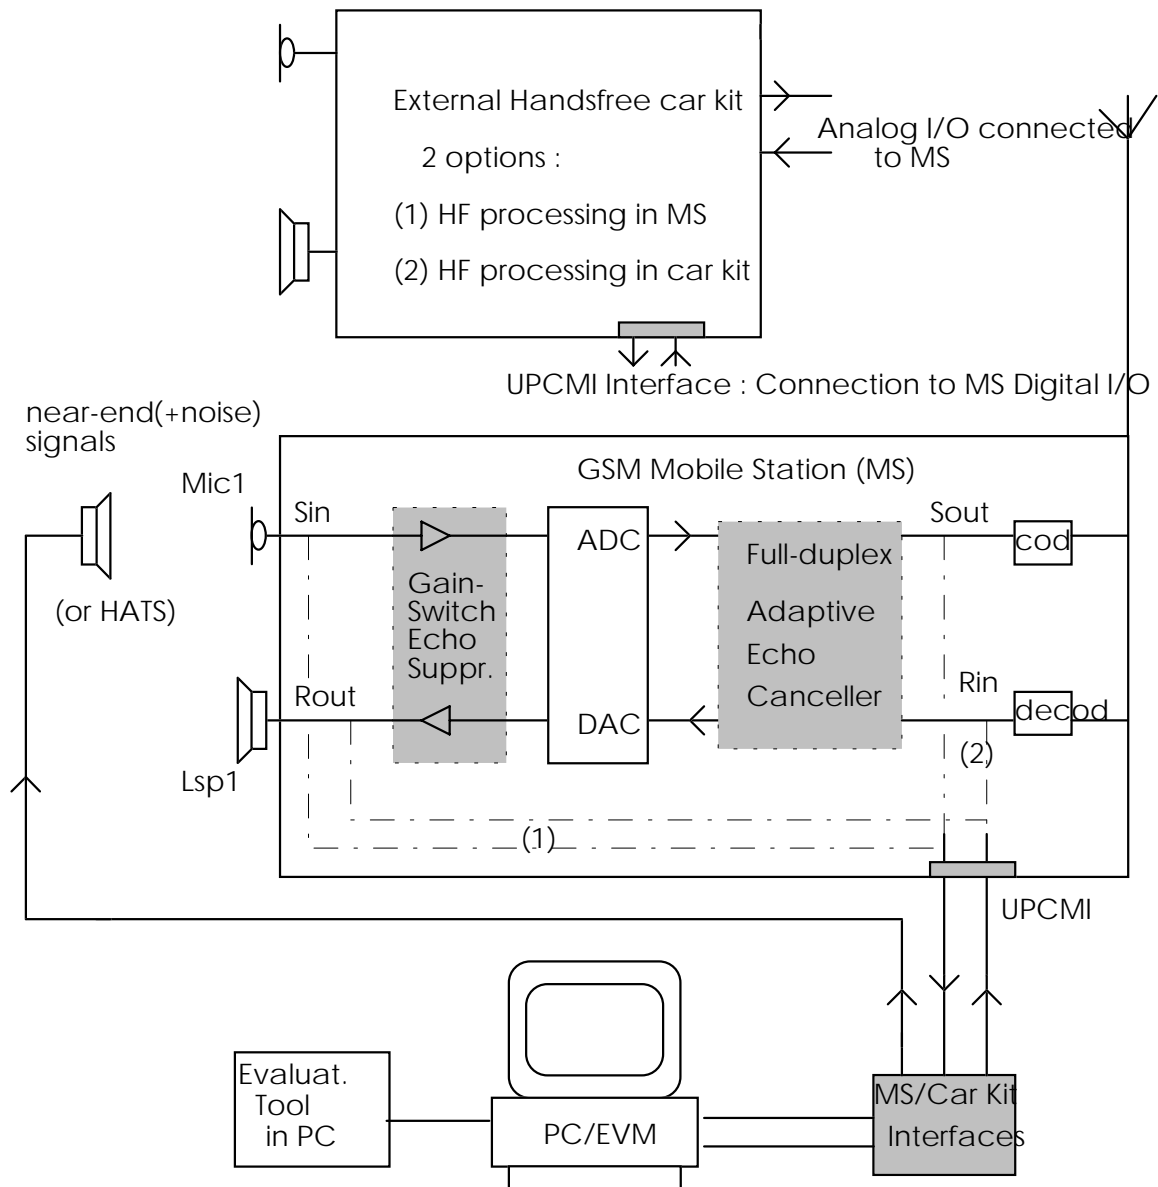 External Handsfree car kit
2 options :
(1) HF processing in MS
(2) HF processing in car kit
Analog I/O connected
to MS
UPCMI Interface : Connection to MS Digital I/O
near-end(+noise)
signals
(or HATS)
GSM Mobile Station (MS)
Mic1
Sin
Gain-
Switch
Echo
Suppr.
ADC
DAC
Full-duplex
Adaptive
Echo
Canceller
Sout
cod
Rout
Rin
decod
Lsp1
(2)
(1)
UPCMI
Evaluat.
Tool
in PC
PC/EVM
MS/Car Kit
Interfaces